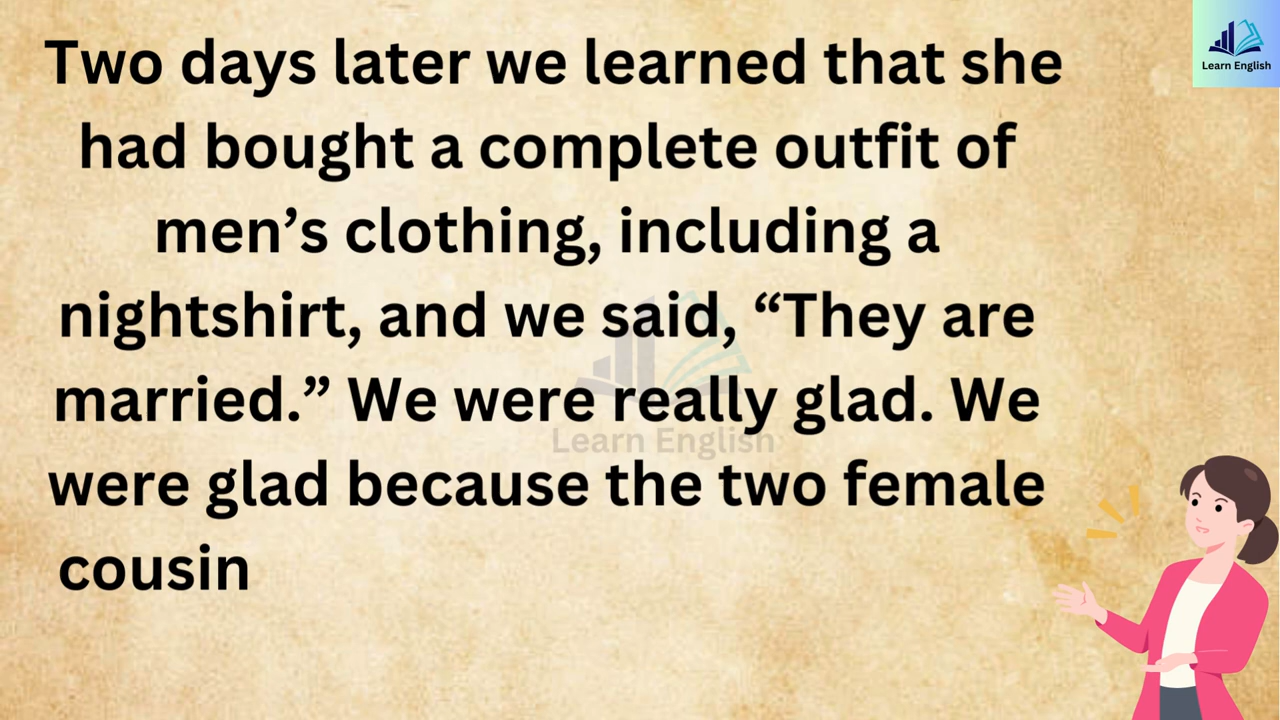 Learn English
Two days later we learned that she
had bought a complete outfit of
men’s clothing, including a
nightshirt, and we said, “They are
married.” We were really glad. We
were glad because the two female
cousin
Learn English